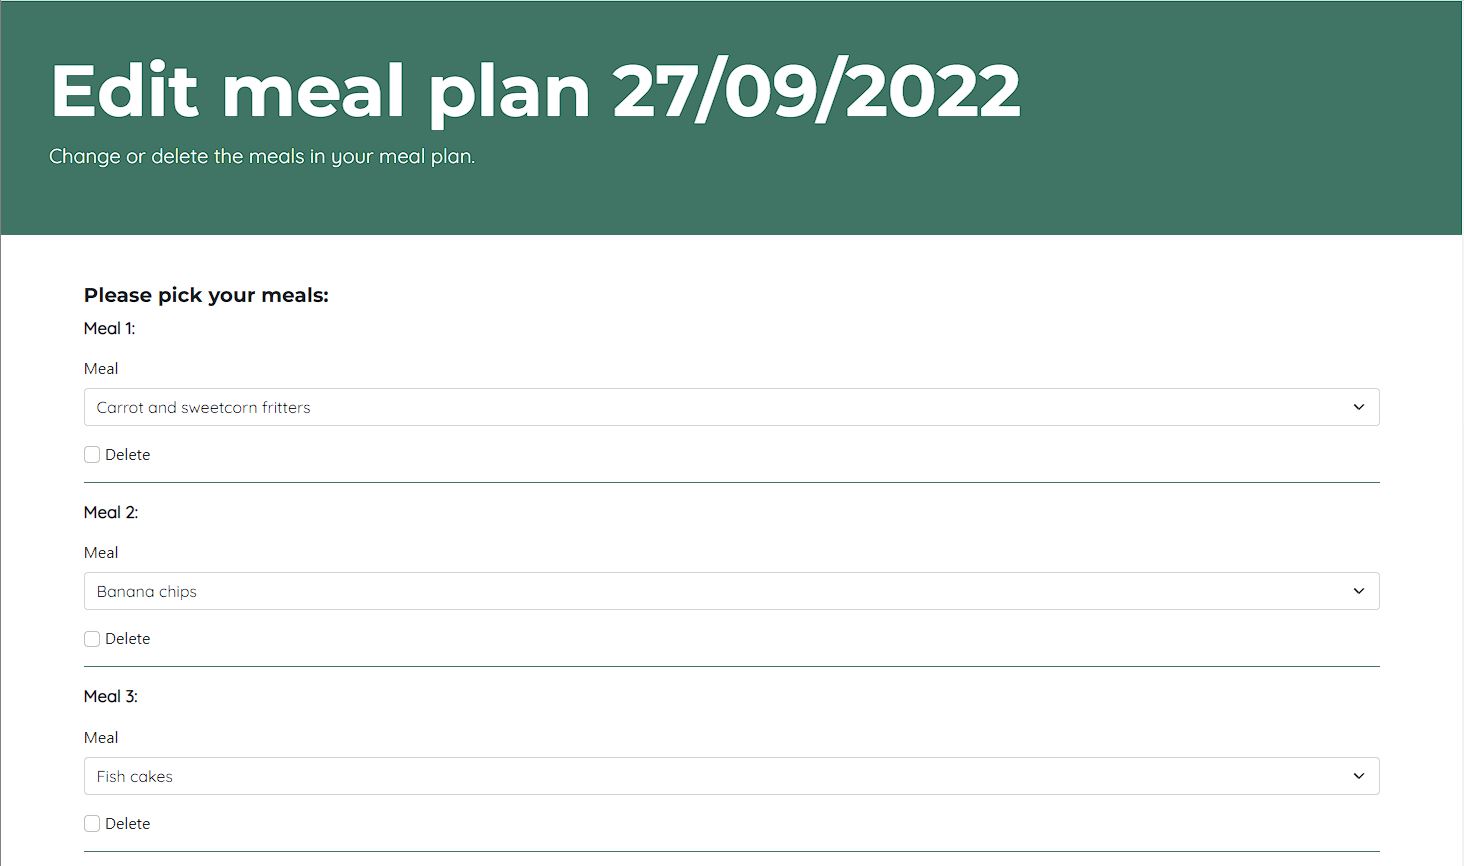 Edit meal plan 27/09/2022
Change or delete the meals in your meal plan.
Please pick your meals:
Meal 1:
Meal
Carrot and sweetcorn fritters
Delete
Meal 2:
Meal
Banana chips
Delete
Meal 3:
Meal
Fish cakes
Delete